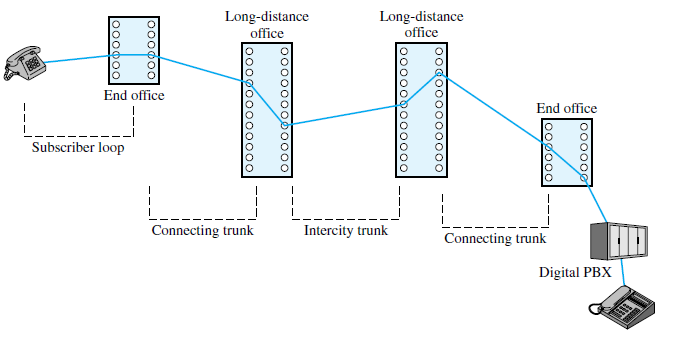 Long-distance
office
Long-distance
office
End office
End office
Subscriber loop
Connecting trunk
Intercity trunk
Connecting trunk
Digital PBX